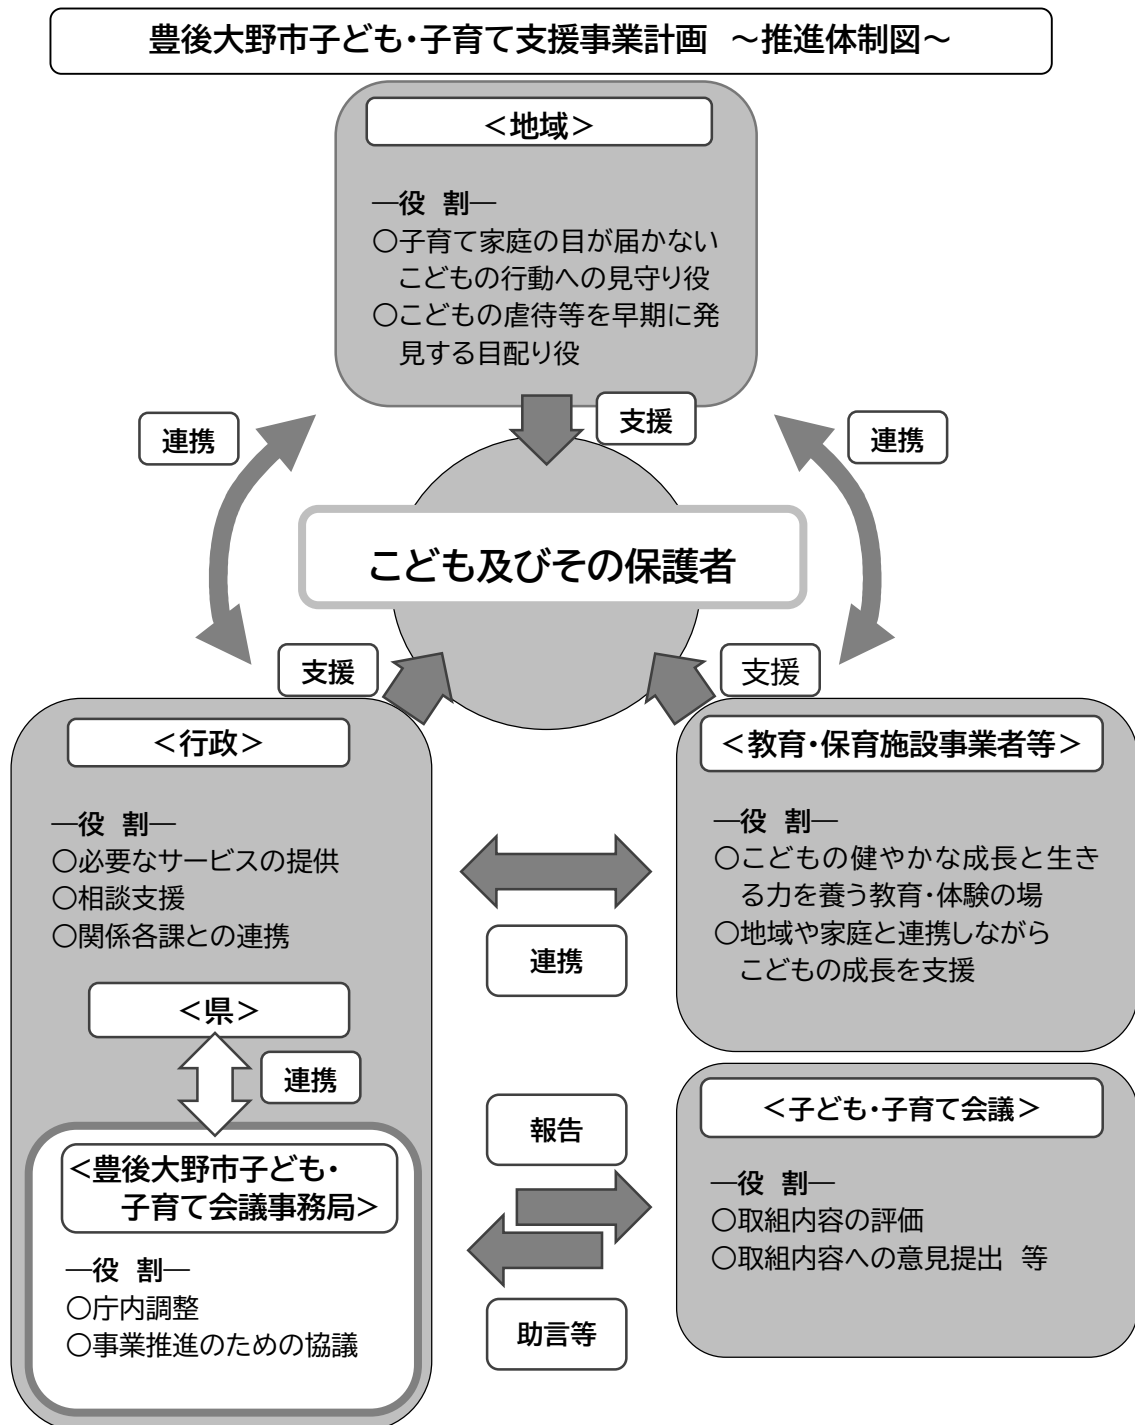 豊後大野市子ども・子育て支援事業計画 ～推進体制図～
＜地域＞
―役 割―
○子育て家庭の目が届かない
こどもの行動への見守り役
○こどもの虐待等を早期に発
見する目配り役
連携
支援
連携
こども及びその保護者
支援
支援
＜行政＞
―役 割―
○必要なサービスの提供
○相談支援
○関係各課との連携
＜県＞
連携
＜豊後大野市子ども・
子育て会議事務局＞
―役 割―
○庁内調整
○事業推進のための協議
連携
報告
助言等
＜教育・保育施設事業者等＞
―役 割―
○こどもの健やかな成長と生き
る力を養う教育・体験の場
○地域や家庭と連携しながら
こどもの成長を支援
＜子ども・子育て会議＞
―役 割―
○取組内容の評価
○取組内容への意見提出 等